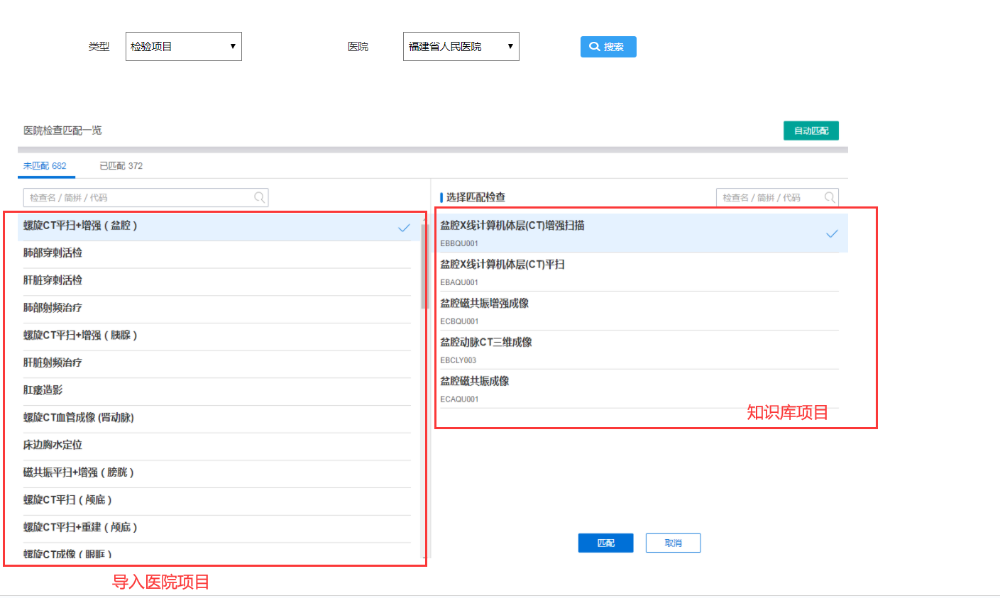 类型 检验项目 医院 福建省人民医院 搜索
医院检查匹配一览 自动匹配
未匹配 682 已匹配 372
检查名 / 简拼 / 代码
螺旋CT平扫+增强 ( 盆腔 )
肺部穿刺活检
肝脏穿刺活检
肺部射频治疗
螺旋CT平扫+增强 ( 胰腺 )
肝脏射频治疗
肛瘘造影
螺旋CT血管成像 (肾动脉)
床边胸水定位
磁共振平扫+增强 ( 膀胱 )
螺旋CT平扫 ( 颅底 )
螺旋CT平扫+重建 ( 颅底 )
螺旋CT成像 ( 眼眶 )
导入医院项目
选择匹配检查 检查名 / 简拼 / 代码
盆腔X线计算机体层(CT)增强扫描
EBBQU001
盆腔X线计算机体层(CT)平扫
EBAQU001
盆腔磁共振增强成像
ECBQU001
盆腔动脉CT三维成像
EBCLY003
盆腔磁共振成像
ECAQU001
知识库项目
匹配 取消